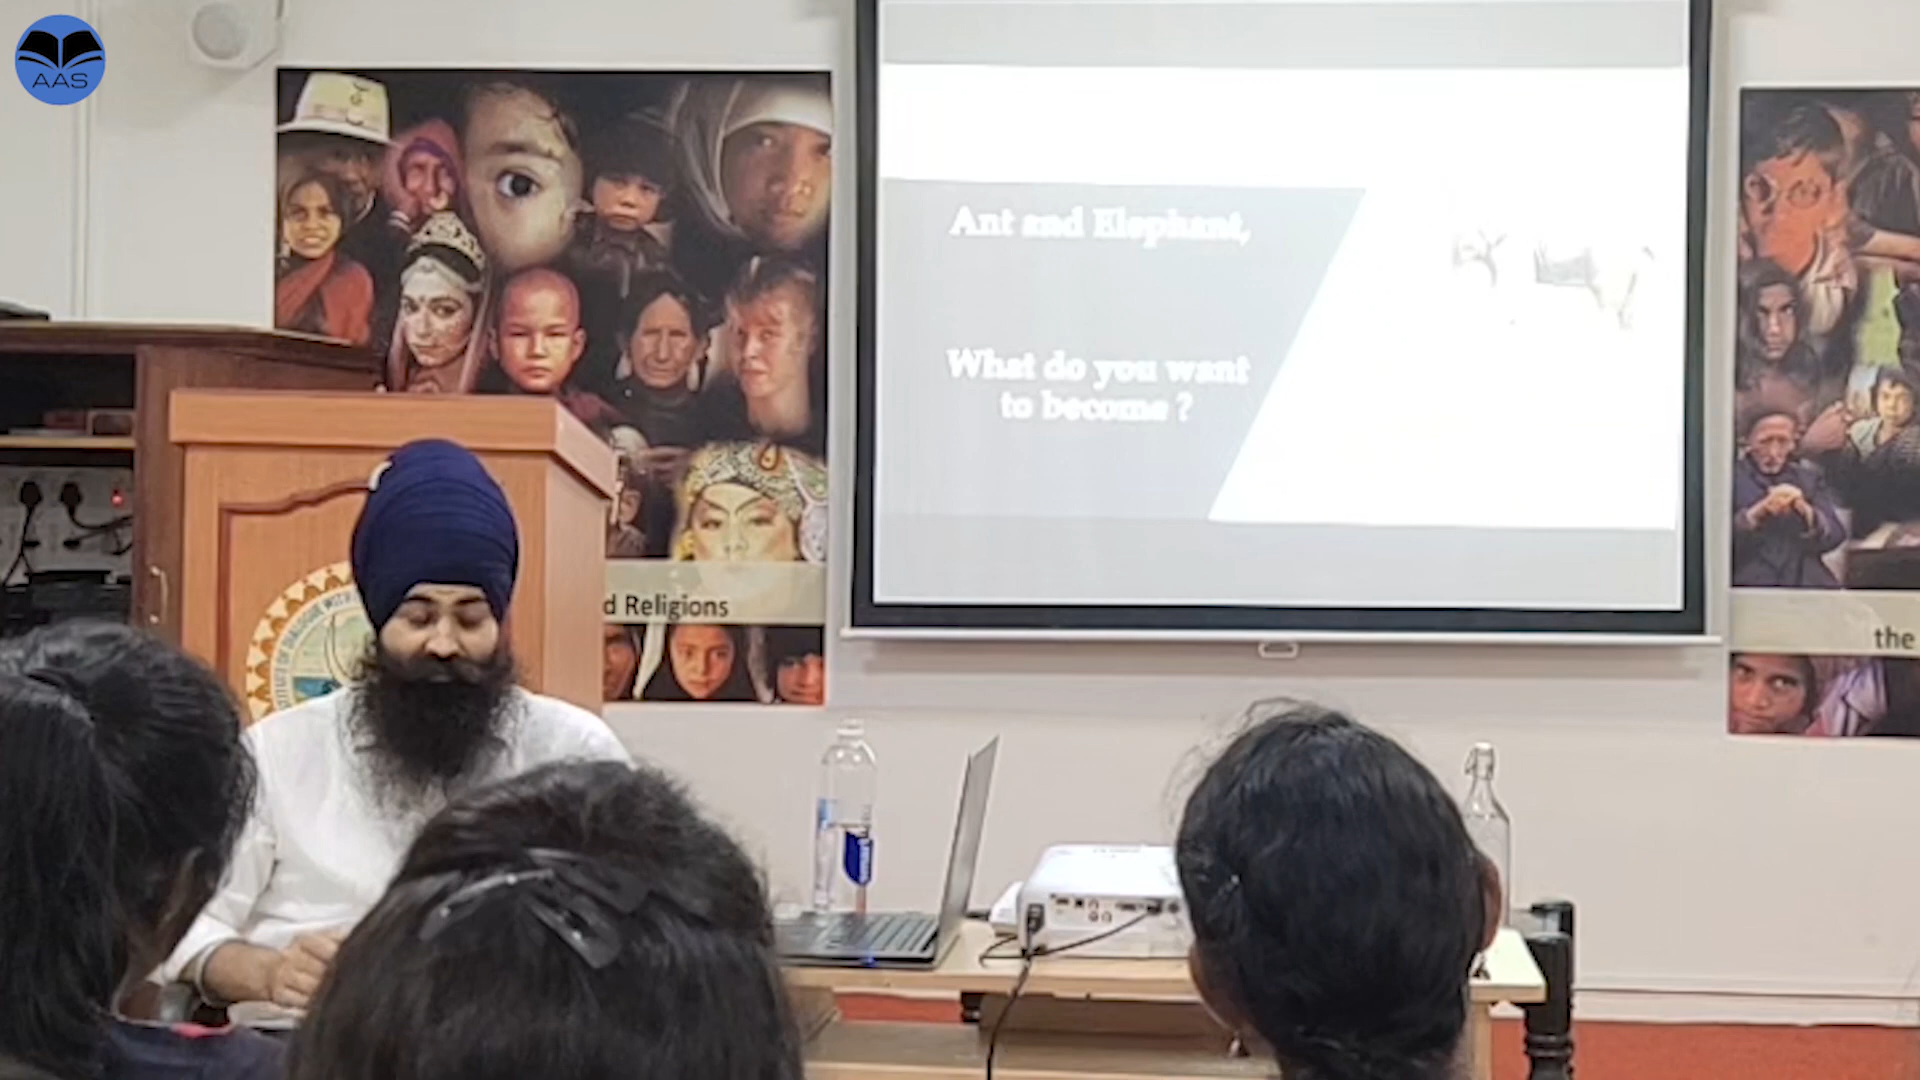 AAS
Ant and Elephant,
What do you want
to become ?
d Religions
the